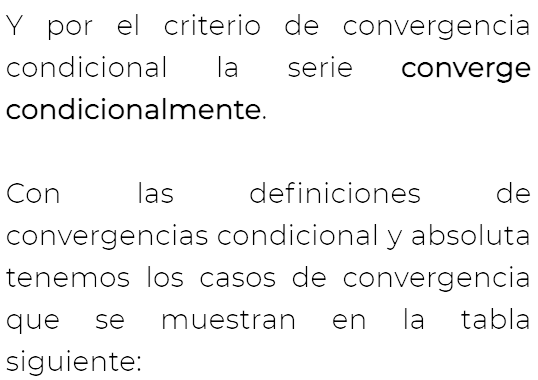 Y por el criterio de convergencia
condicional la serie converge
condicionalmente.
Con las definiciones de
convergencias condicional y absoluta
tenemos los casos de convergencia
que se muestran en la tabla
siguiente: